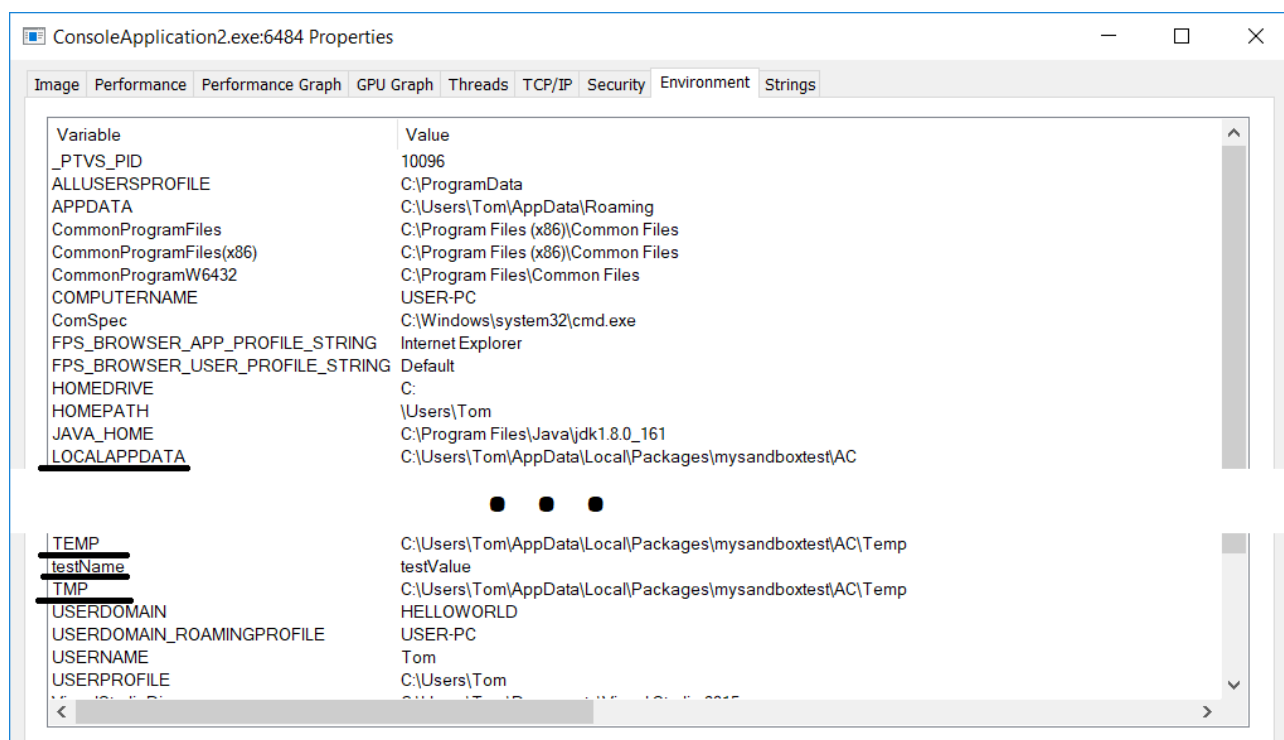 ConsoleApplication2.exe:6484 Properties
Image Performance Performance Graph GPU Graph Threads TCP/IP Security Environment Strings
Variable Value
_PTVS_PID 10096
ALLUSERSPROFILE C:\ProgramData
APPDATA C:\Users\Tom\AppData\Roaming
CommonProgramFiles C:\Program Files (x86)\Common Files
CommonProgramFiles(x86) C:\Program Files (x86)\Common Files
CommonProgramW6432 C:\Program Files\Common Files
COMPUTERNAME USER-PC
ComSpec C:\Windows\system32\cmd.exe
FPS_BROWSER_APP_PROFILE_STRING Internet Explorer
FPS_BROWSER_USER_PROFILE_STRING Default
HOMEDRIVE C:
HOMEPATH \Users\Tom
JAVA_HOME C:\Program Files\Java\jdk1.8.0_161
LOCALAPPDATA C:\Users\Tom\AppData\Local\Packages\mysandboxtest\AC
TEMP C:\Users\Tom\AppData\Local\Packages\mysandboxtest\AC\Temp
testName testValue
TMP C:\Users\Tom\AppData\Local\Packages\mysandboxtest\AC\Temp
USERDOMAIN HELLOWORLD
USERDOMAIN_ROAMINGPROFILE USER-PC
USERNAME Tom
USERPROFILE C:\Users\Tom